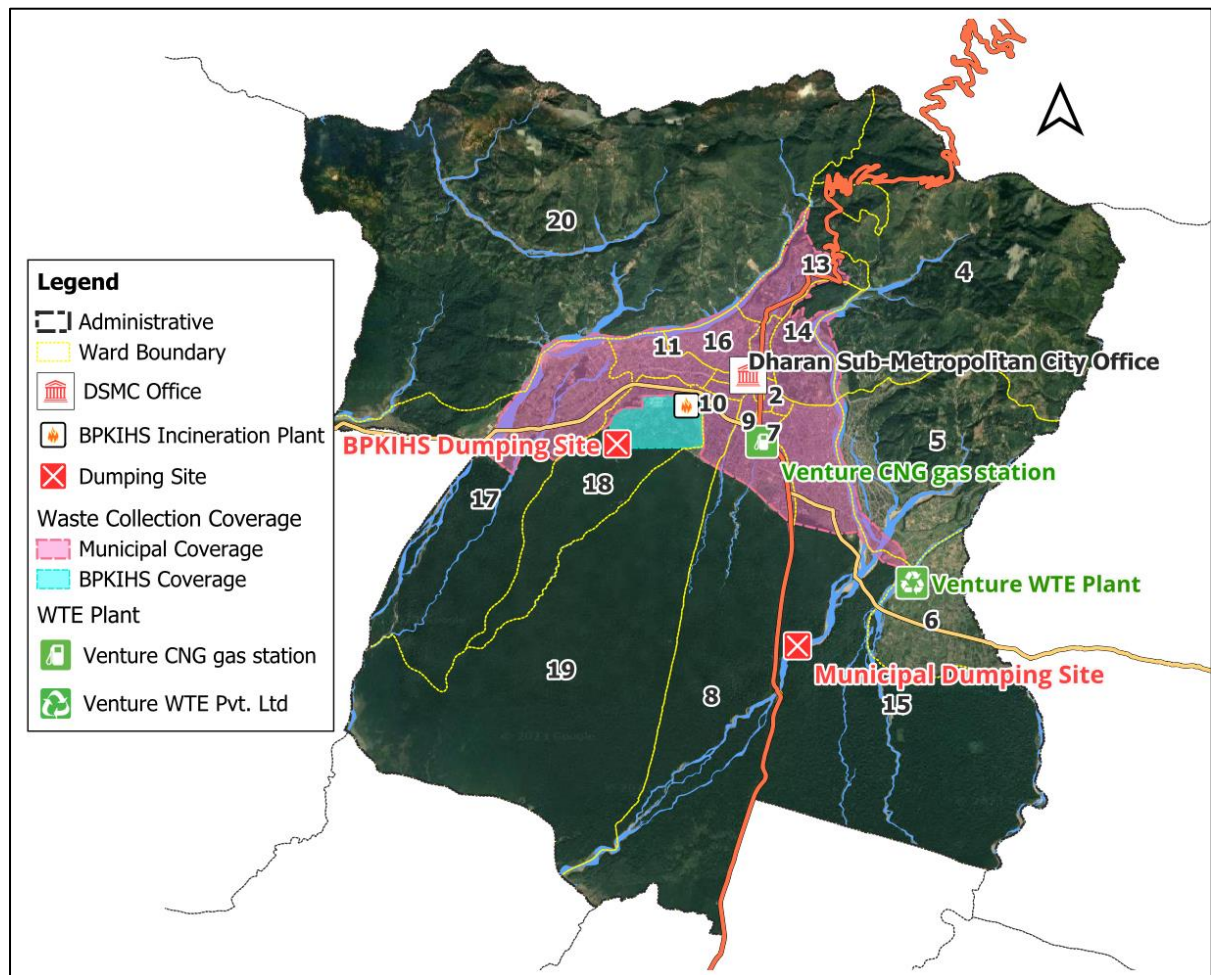 20
13
4
14
16
11
Dharan Sub-Metropolitan City Office
2
10
9
7
5
BPKIHS Dumping Site
Venture CNG gas station
18
17
Venture WTE Plant
6
19
Municipal Dumping Site
8
15
Legend
Administrative
Ward Boundary
DSMC Office
BPKIHS Incineration Plant
Dumping Site
Waste Collection Coverage
Municipal Coverage
BPKIHS Coverage
WTE Plant
Venture CNG gas station
Venture WTE Pvt. Ltd